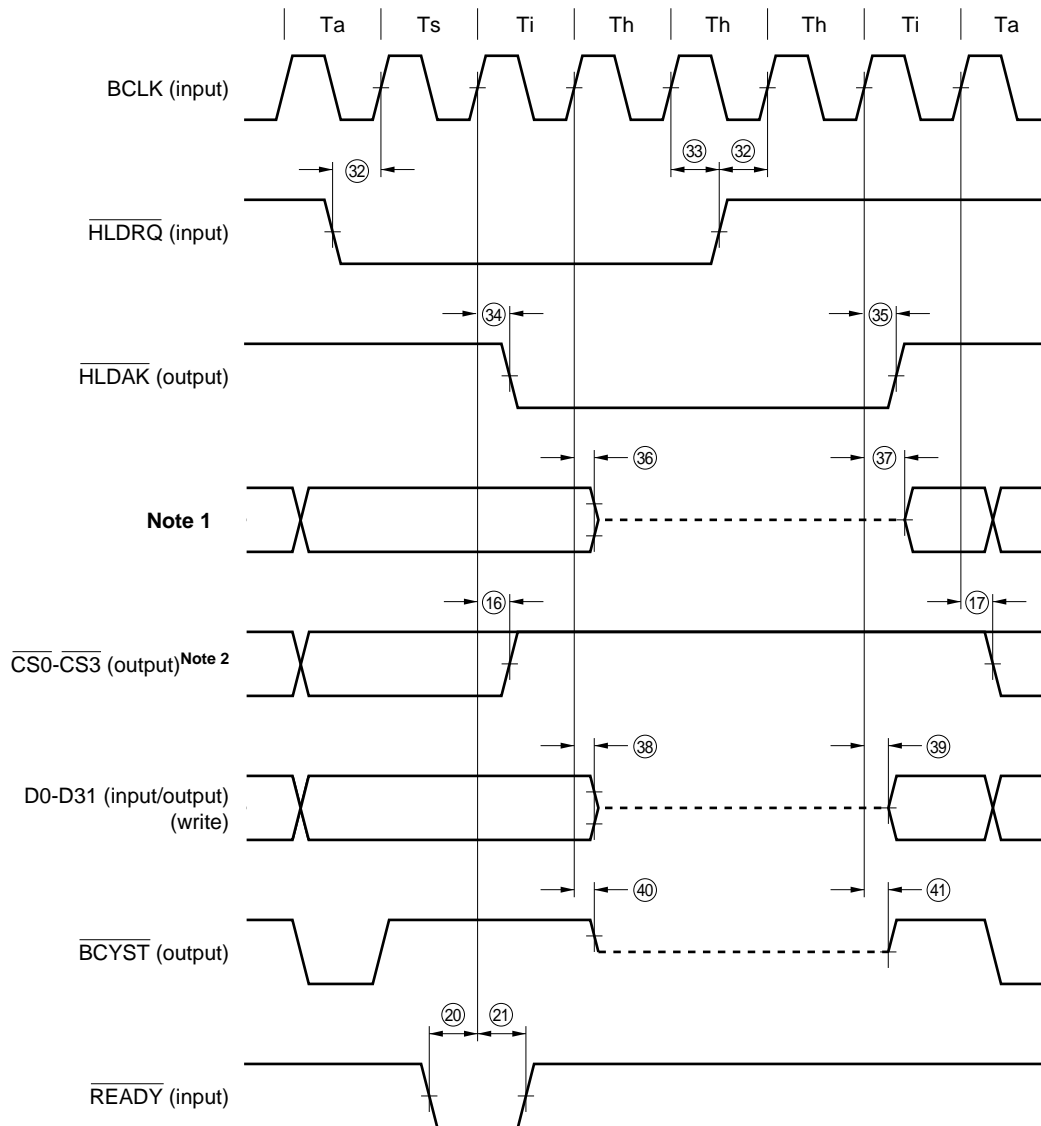 Ta Ts Ti Th Th Th Ti Ta
BCLK (input)
32 33 32
HLDRQ (input)
34 35
HLDAK (output)
36 37
Note 1
16 17
CS0-CS3 (output)Note 2
38 39
D0-D31 (input/output)
(write)
40 41
BCYST (output)
20 21
READY (input)